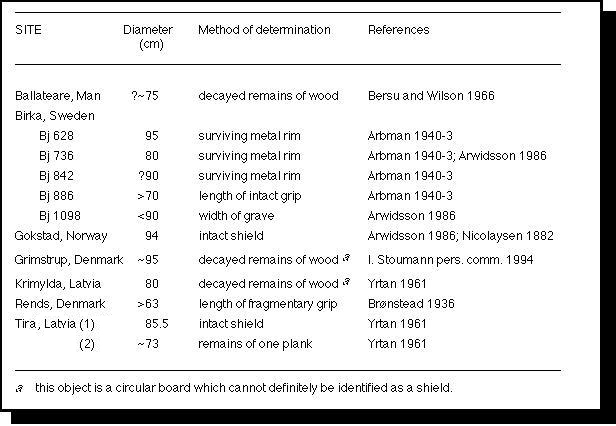 SITE Diameter Method of determination References
(cm)
Ballateare, Man ?~75 decayed remains of wood Bersu and Wilson 1966
Birka, Sweden
Bj 628 95 surviving metal rim Arbman 1940-3
Bj 736 80 surviving metal rim Arbman 1940-3; Arwidsson 1986
Bj 842 ?90 surviving metal rim Arbman 1940-3
Bj 886 >70 length of intact grip Arbman 1940-3
Bj 1098 <90 width of grave Arwidsson 1986
Gokstad, Norway 94 intact shield Arwidsson 1986; Nicolaysen 1882
Grimstrup, Denmark ~95 decayed remains of wood a I. Stoumann pers. comm. 1994
Krimylda, Latvia 80 decayed remains of wood a Yrtan 1961
Rends, Denmark >63 length of fragmentary grip Brønstead 1936
Tira, Latvia (1) 85.5 intact shield Yrtan 1961
(2) ~73 remains of one plank Yrtan 1961
a this object is a circular board which cannot definitely be identified as a shield.